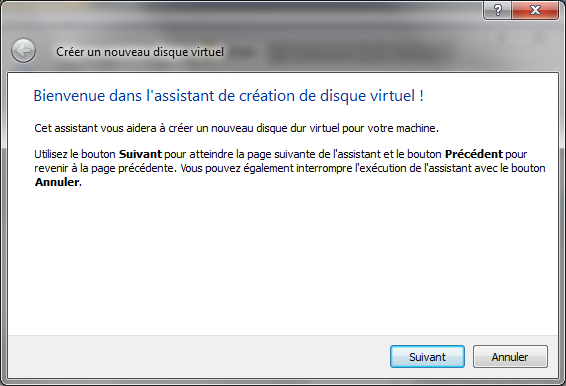 Créer un nouveau disque virtuel
Bienvenue dans l'assistant de création de disque virtuel !
Cet assistant vous aidera à créer un nouveau disque dur virtuel pour votre machine.
Utilisez le bouton Suivant pour atteindre la page suivante de l'assistant et le bouton Précédent pour
revenir à la page précédente. Vous pouvez également interrompre l'exécution de l'assistant avec le bouton
Annuler.
Suivant
Annuler